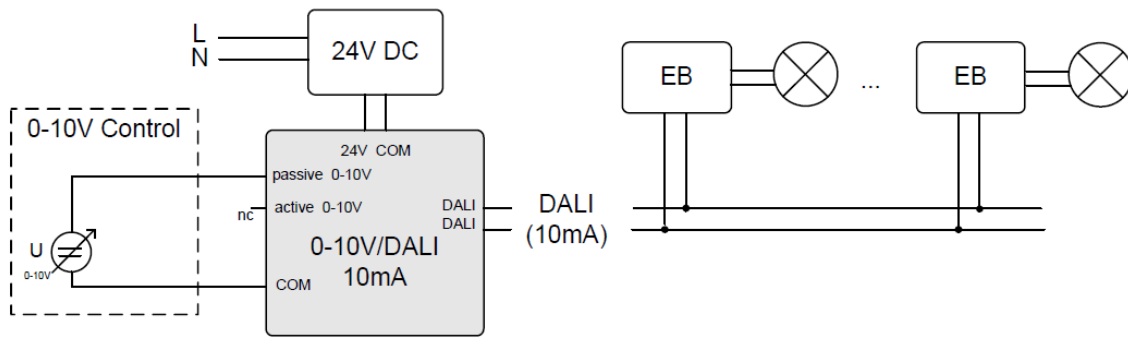 L
N
24V DC
EB
...
EB
0-10V Control
24V COM
passive 0-10V
nc
active 0-10V
DALI
DALI
0-10V/DALI
10mA
COM
U
0-10V
DALI
(10mA)